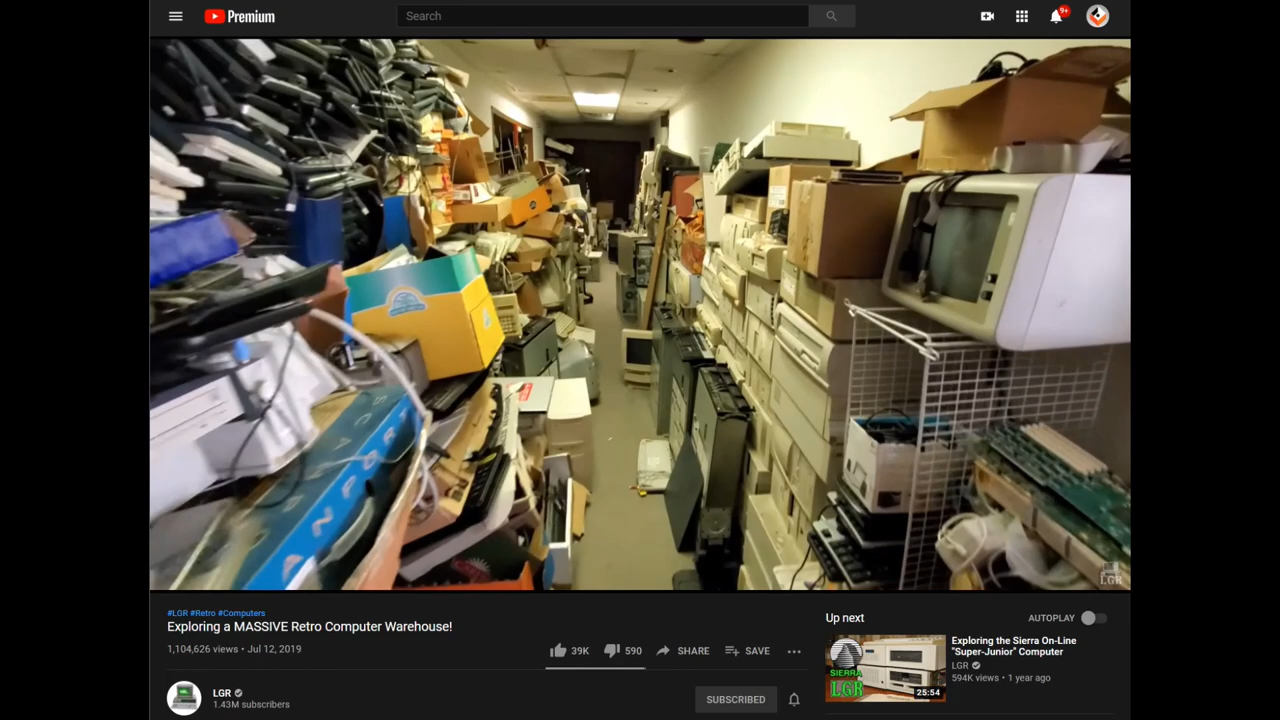 Premium
Search
9+
LGR
#LGR #Retro #Computers
Exploring a MASSIVE Retro Computer Warehouse!
1,104,626 views • Jul 12, 2019
39K
590
SHARE
SAVE
LGR
1.43M subscribers
SUBSCRIBED
Up next
AUTOPLAY
SIERRA
LGR
25:54
Exploring the Sierra On-Line
"Super-Junior" Computer
LGR
594K views • 1 year ago